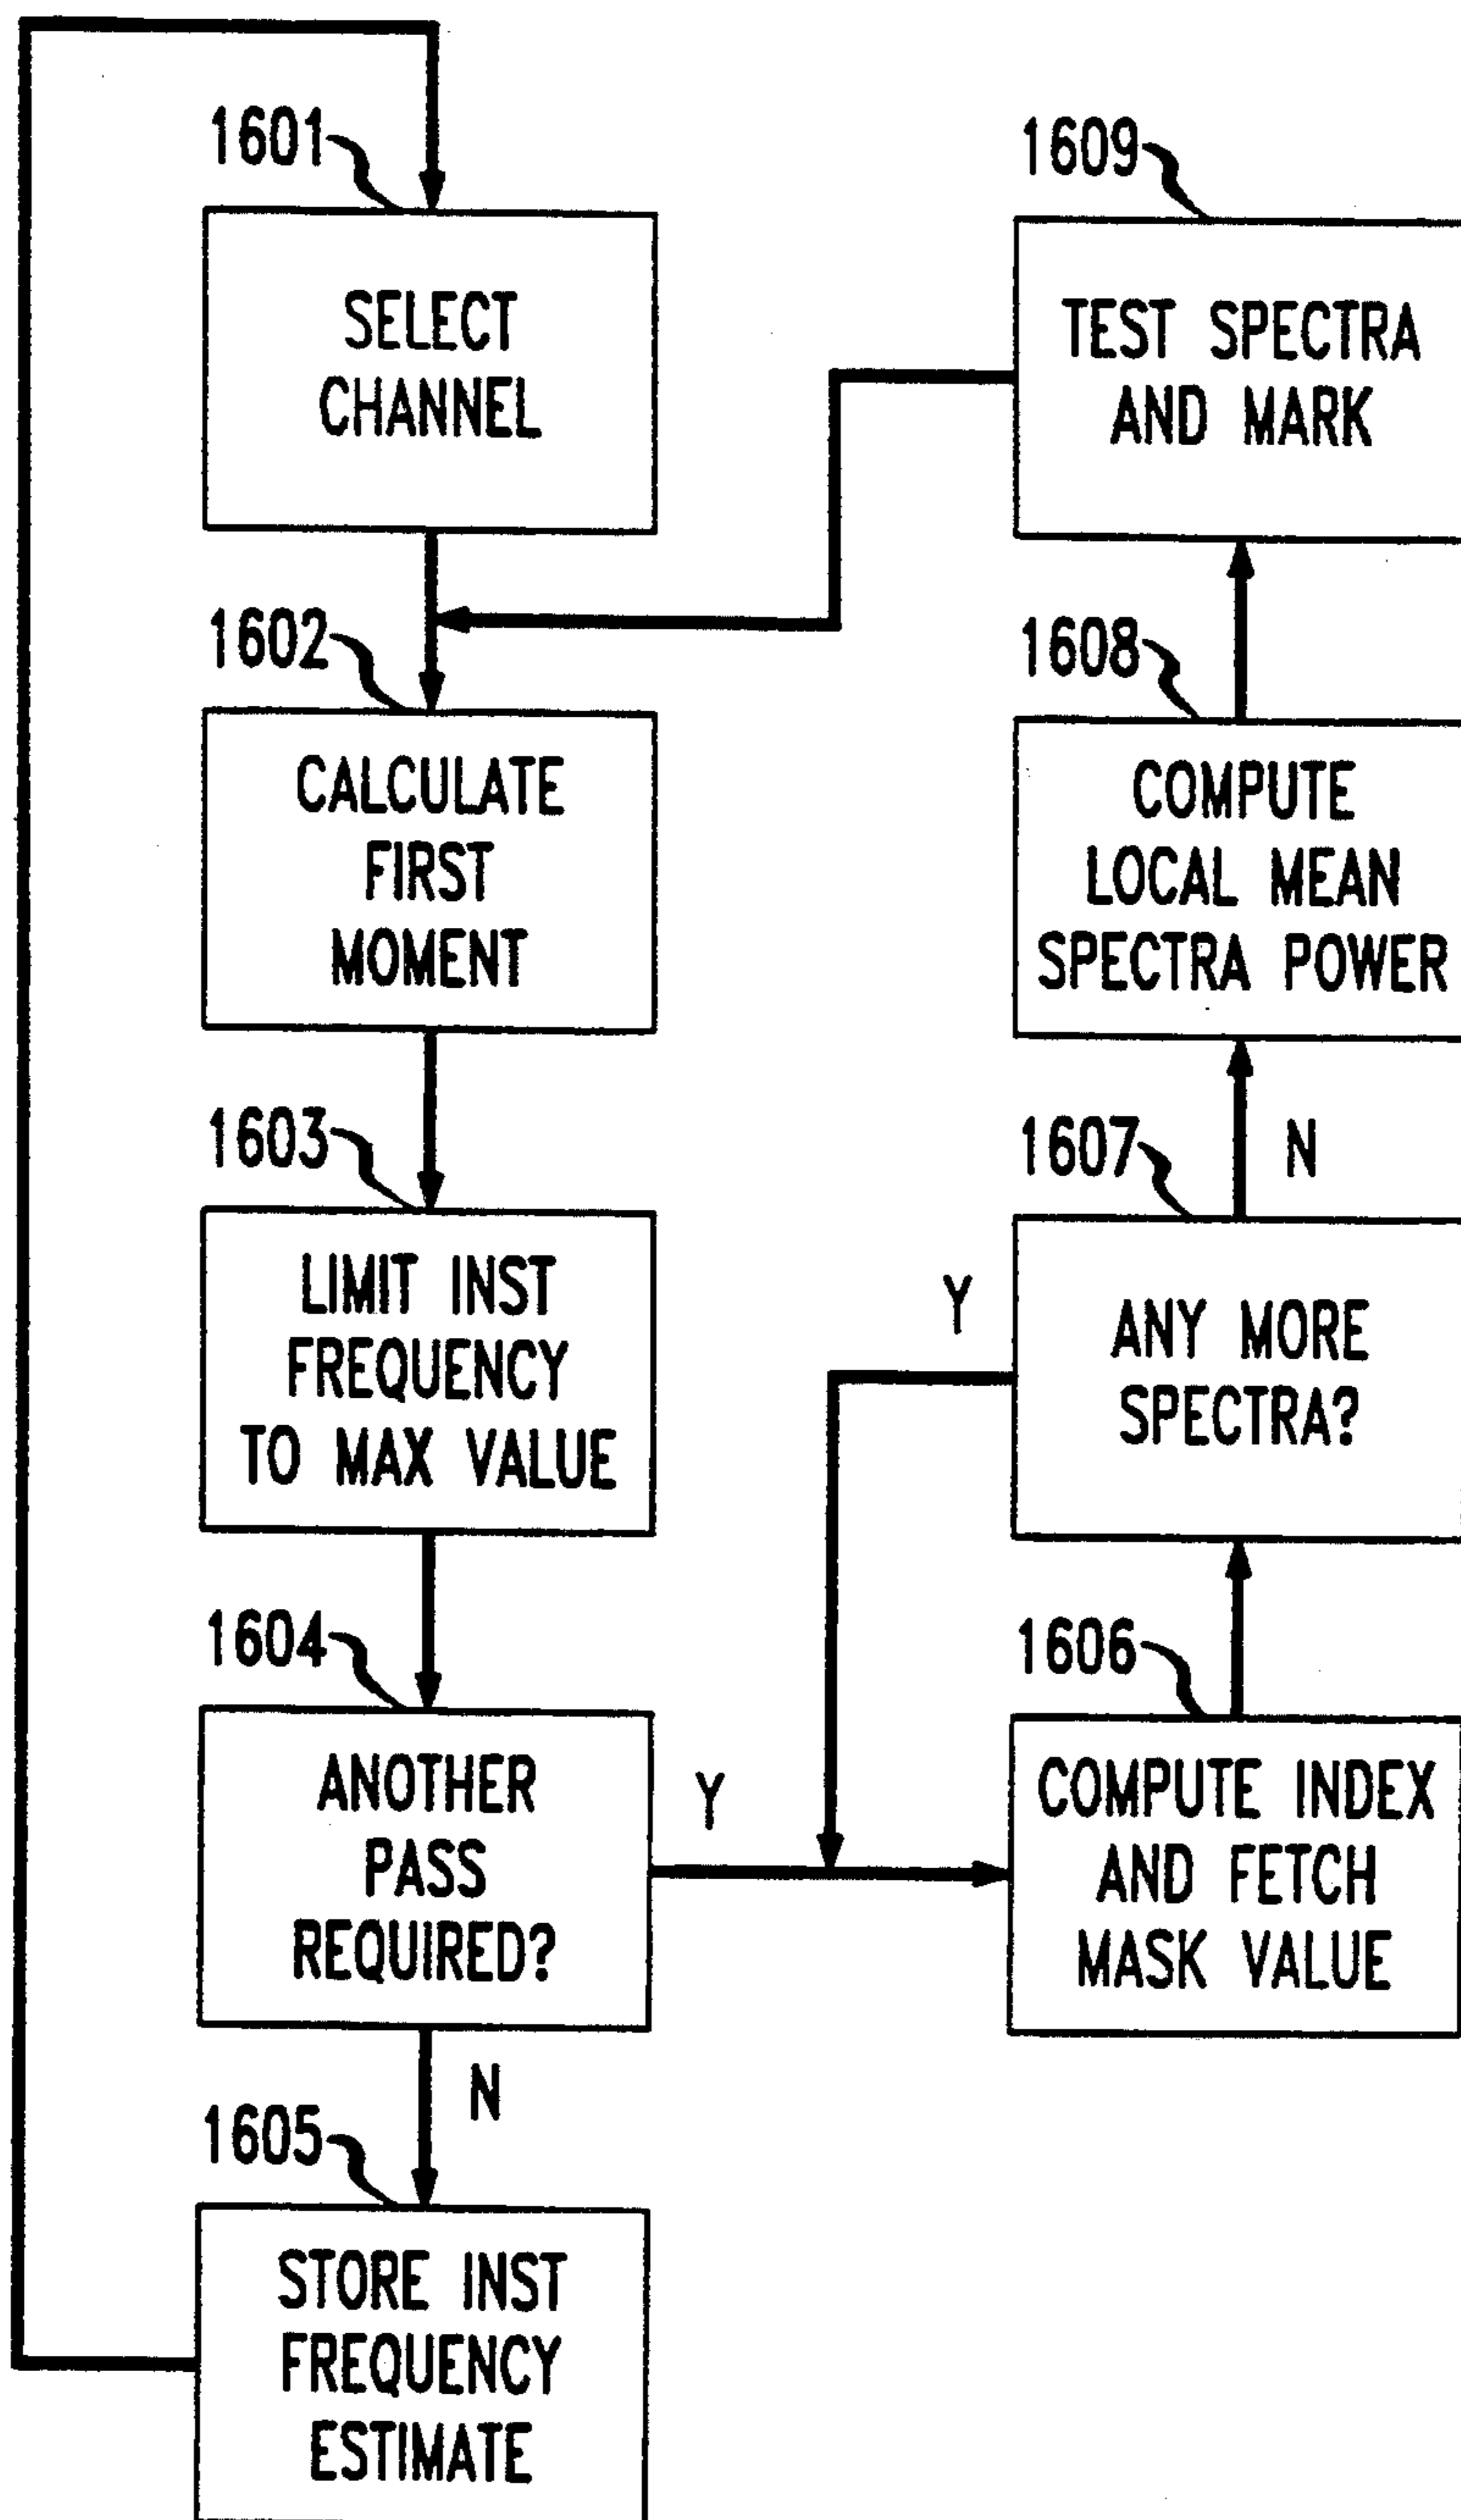 1601
SELECT
CHANNEL
1602
CALCULATE
FIRST
MOMENT
1603
LIMIT INST
FREQUENCY
TO MAX VALUE
1604
ANOTHER
PASS
REQUIRED?
Y
N
1605
STORE INST
FREQUENCY
ESTIMATE
1609
TEST SPECTRA
AND MARK
1608
COMPUTE
LOCAL MEAN
SPECTRA POWER
1607
N
Y
ANY MORE
SPECTRA?
1606
COMPUTE INDEX
AND FETCH
MASK VALUE